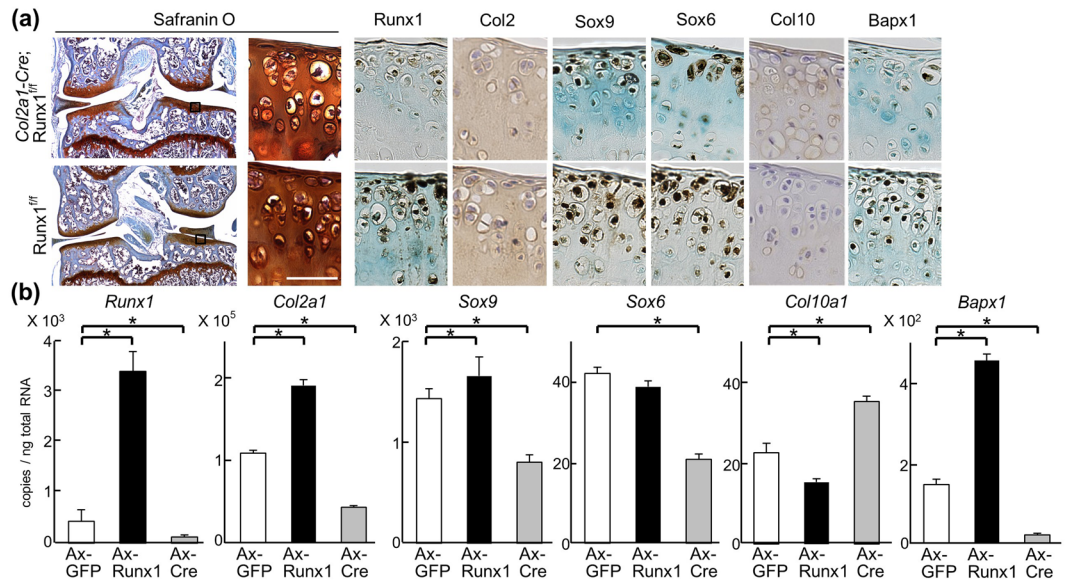 (a)
Safranin O
Runx1 Col2 Sox9 Sox6 Col10 Bapx1
Col2a1-Cre;
Runx1f/f
Runx1f/f
(b)
Runx1 Col2a1 Sox9 Sox6 Col10a1 Bapx1
X 10³ X 10⁵ X 10³ X 10²
* * * * * * * * * *
copies / ng total RNA
4
3
2
1
0
2
1
0
2
1
0
40
20
0
40
20
0
4
2
0
Ax- Ax- Ax- Ax- Ax- Ax- Ax- Ax- Ax- Ax- Ax- Ax- Ax- Ax- Ax- Ax- Ax- Ax-
GFP Runx1 Cre GFP Runx1 Cre GFP Runx1 Cre GFP Runx1 Cre GFP Runx1 Cre GFP Runx1 Cre